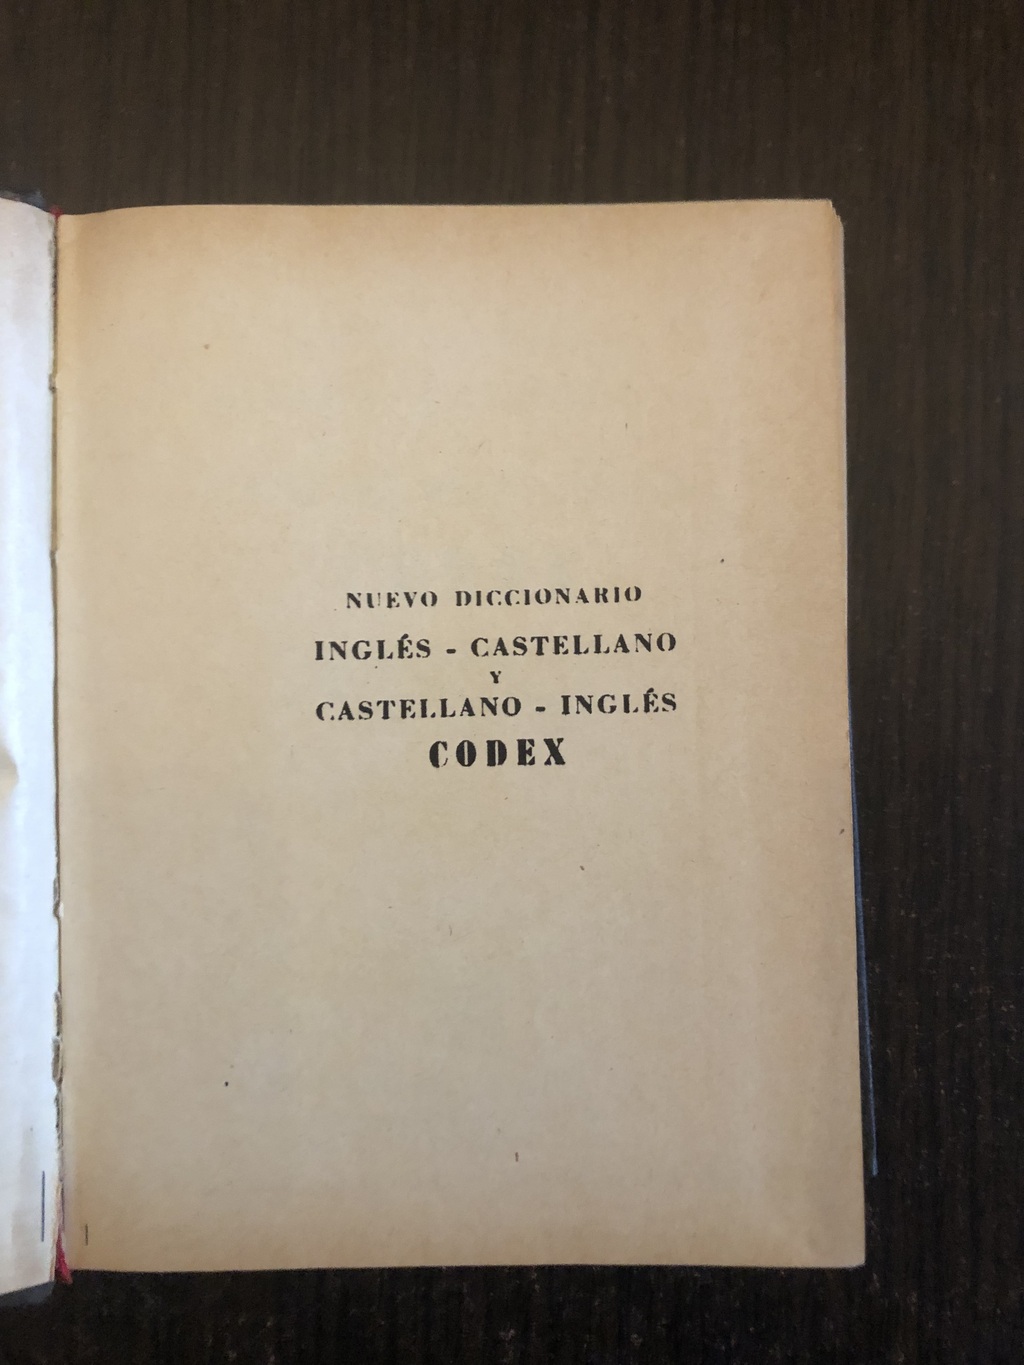 NUEVO DICCIONARIO
INGLÉS - CASTELLANO
Y
CASTELLANO - INGLÉS
CODEX